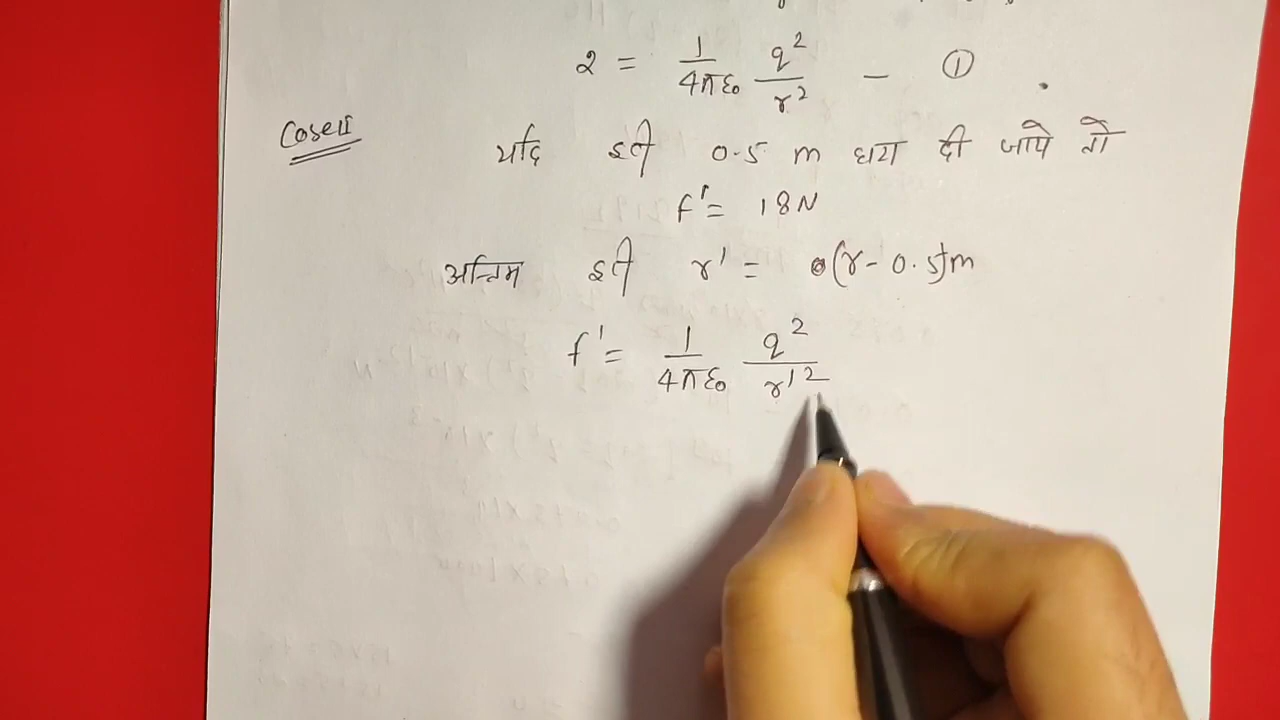 2 = 1/4πε₀ q²/r² — ①
Case II
यदि दूरी 0.5 m घटा दी जाये तो
f' = 18N
अन्तिम दूरी r' = (r - 0.5)m
f' = 1/4πε₀ q²/r'²